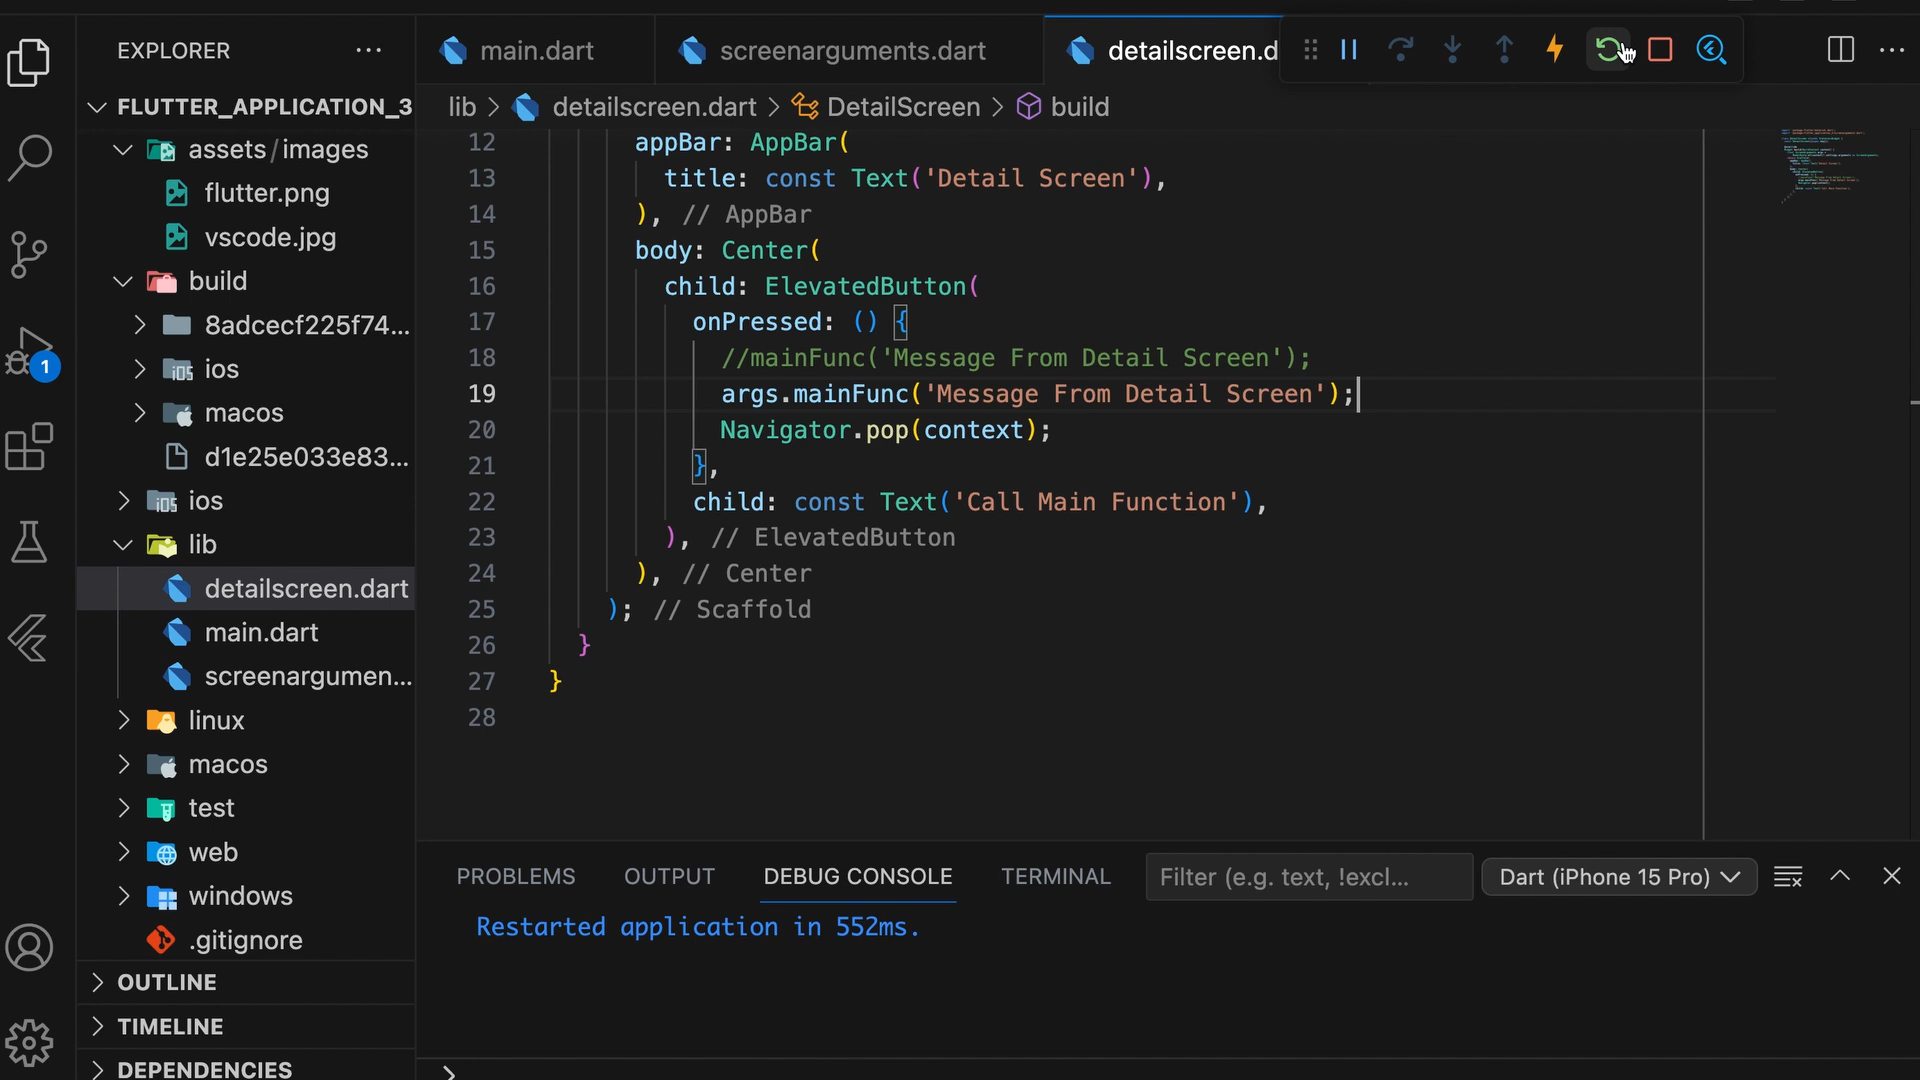 EXPLORER
main.dart
screenarguments.dart
detailscreen.d
FLUTTER_APPLICATION_3
lib > detailscreen.dart > DetailScreen > build
assets/images
flutter.png
vscode.jpg
build
8adcecf225f74...
ios
macos
d1e25e033e83...
ios
lib
detailscreen.dart
main.dart
screenargumen...
linux
macos
test
web
windows
.gitignore
OUTLINE
TIMELINE
DEPENDENCIES
1
12 appBar: AppBar(
13 title: const Text('Detail Screen'),
14 ), // AppBar
15 body: Center(
16 child: ElevatedButton(
17 onPressed: () {
18 //mainFunc('Message From Detail Screen');
19 args.mainFunc('Message From Detail Screen');
20 Navigator.pop(context);
21 },
22 child: const Text('Call Main Function'),
23 ), // ElevatedButton
24 ), // Center
25 ); // Scaffold
26 }
27 }
28
PROBLEMS
OUTPUT
DEBUG CONSOLE
TERMINAL
Filter (e.g. text, !excl...
Dart (iPhone 15 Pro)
Restarted application in 552ms.